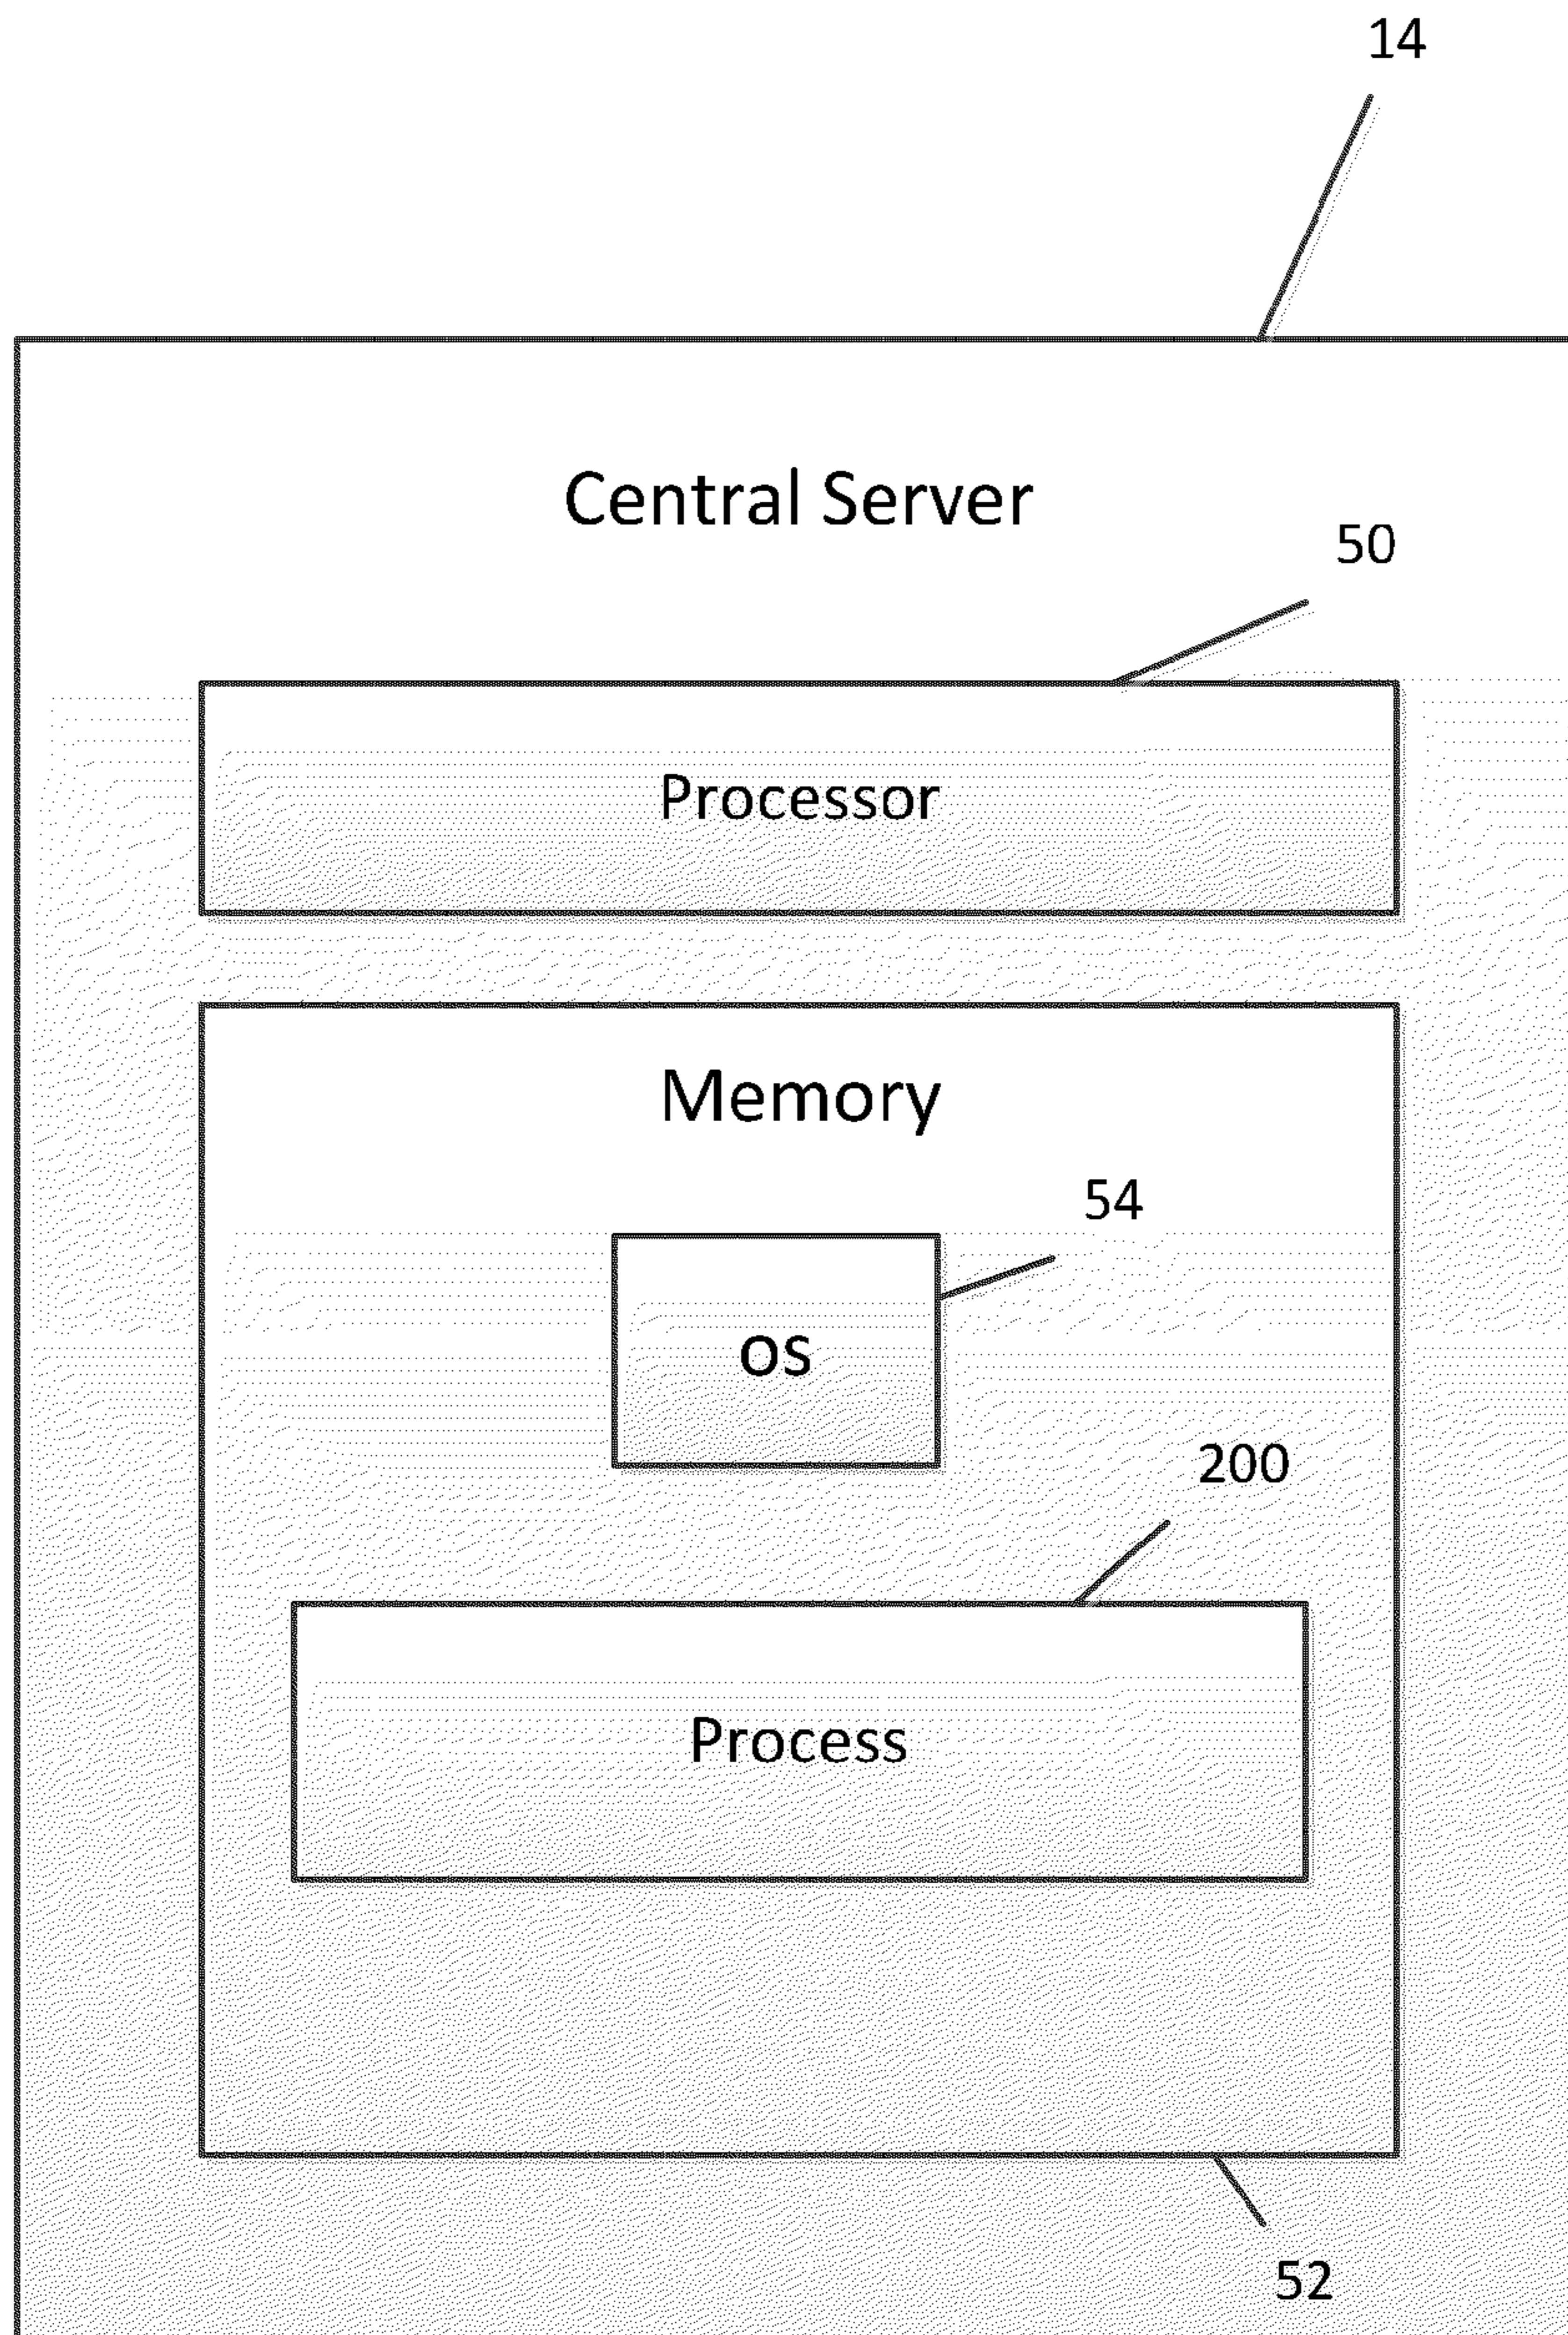 14
Central Server
50
Processor
Memory
54
OS
200
Process
52